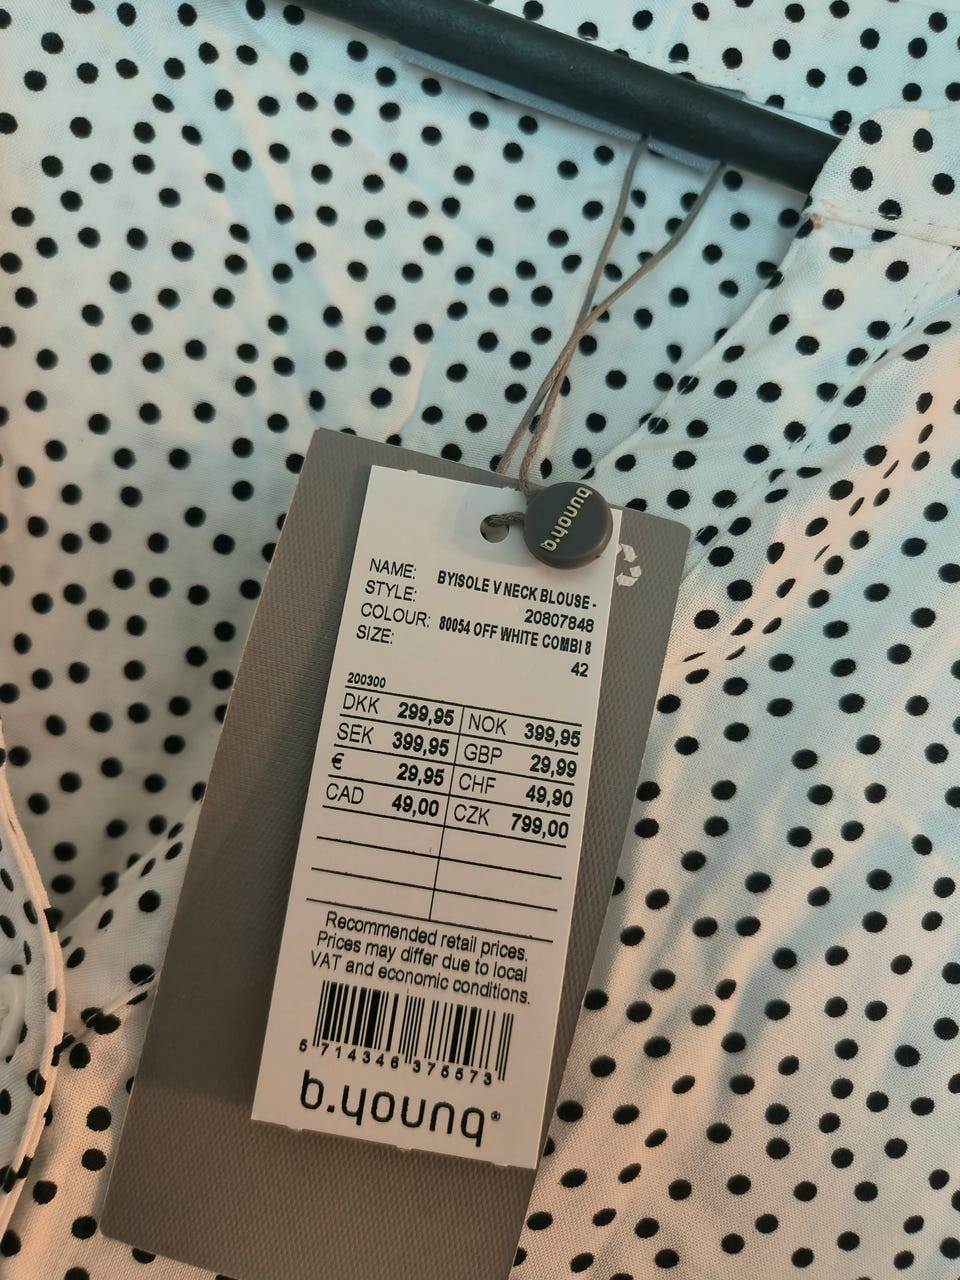 b.young
NAME: BYISOLE V NECK BLOUSE -
STYLE: 20807848
COLOUR: 80054 OFF WHITE COMBI 8
SIZE: 42
200300
DKK 299,95 NOK 399,95
SEK 399,95 GBP 29,99
€ 29,95 CHF 49,90
CAD 49,00 CZK 799,00
Recommended retail prices.
Prices may differ due to local
VAT and economic conditions.
5 714346 375573
b.young®